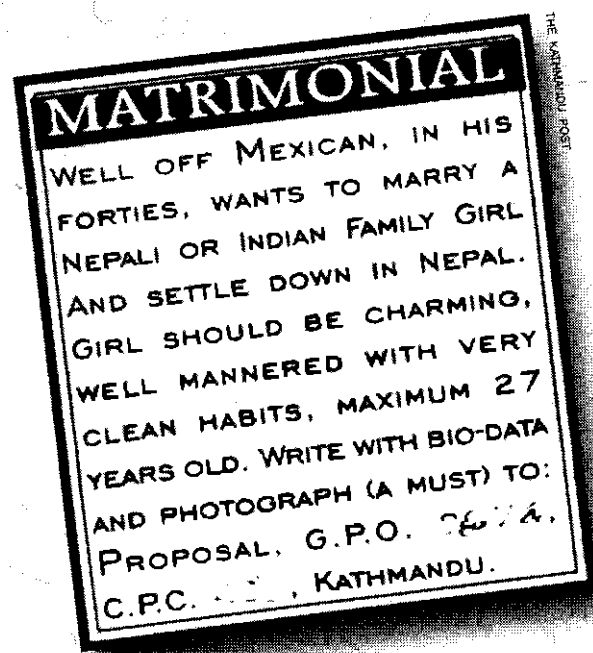 MATRIMONIAL
WELL OFF MEXICAN, IN HIS
FORTIES, WANTS TO MARRY A
NEPALI OR INDIAN FAMILY GIRL
AND SETTLE DOWN IN NEPAL.
GIRL SHOULD BE CHARMING,
WELL MANNERED WITH VERY
CLEAN HABITS, MAXIMUM 27
YEARS OLD. WRITE WITH BIO-DATA
AND PHOTOGRAPH (A MUST) TO:
PROPOSAL, G.P.O.
C.P.C. , KATHMANDU.
THE KATHMANDU POST